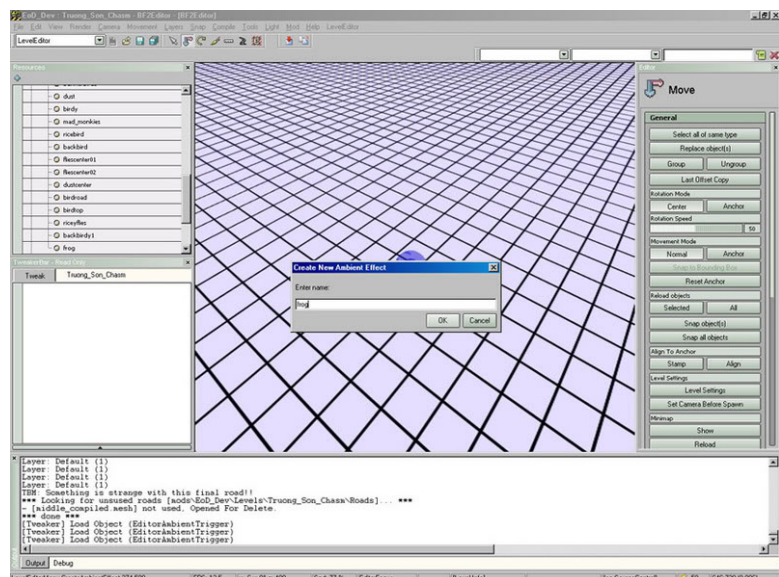 EoD_Dev : Truong_Son_Chasm - BF2Editor - [BF2Editor]
File Edit View Render Camera Movement Layers Snap Compile Tools Light Mod Help LevelEditor
LevelEditor
Resources
dust
birdy
mad_monkies
ricebird
backbird
fliescenter01
fliescenter02
dustcenter
birdroad
birdtop
riceyflies
backbirdy1
frog
TweakerBar - Read Only
Tweak
Truong_Son_Chasm
Create New Ambient Effect
Enter name:
frog
OK
Cancel
Editor
Move
General
Select all of same type
Replace object(s)
Group
Ungroup
Last Offset Copy
Rotation Mode
Center
Anchor
Rotation Speed
50
Movement Mode
Normal
Anchor
Snap to Bounding Box
Reset Anchor
Reload objects
Selected
All
Snap object(s)
Snap all objects
Align To Anchor
Stamp
Align
Level Settings
Level Settings
Set Camera Before Spawn
Minimap
Show
Reload
Layer: Default (1)
Layer: Default (1)
Layer: Default (1)
Layer: Default (1)
TBM: Something is strange with this final road!!
*** Looking for unsused roads [mods\EoD_Dev\Levels\Truong_Son_Chasm\Roads]... ***
- [middle_compiled.mesh] not used, Opened For Delete.
*** done ***
[Tweaker] Load Object (EditorAmbientTrigger)
[Tweaker] Load Object (EditorAmbientTrigger)
[Tweaker] Load Object (EditorAmbientTrigger)
Output
Debug